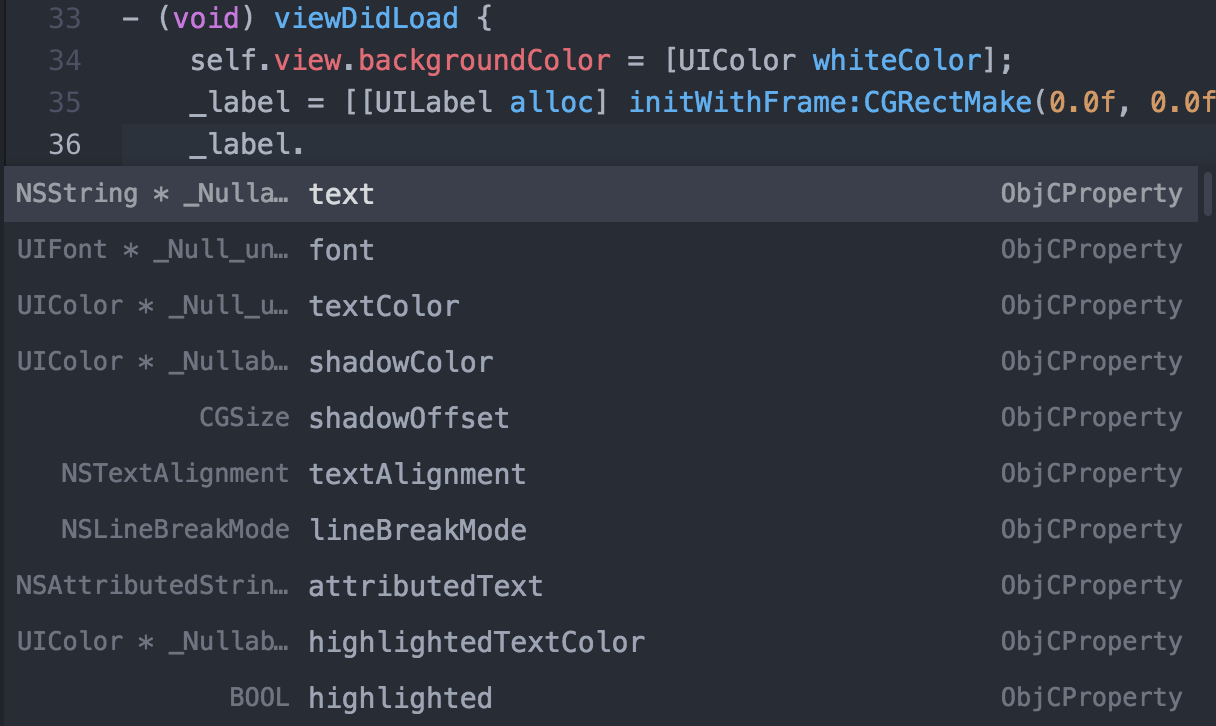 33 - (void) viewDidLoad {
34 self.view.backgroundColor = [UIColor whiteColor];
35 _label = [[UILabel alloc] initWithFrame:CGRectMake(0.0f, 0.0f
36 _label.
NSString * _Nulla… text ObjCProperty
UIFont * _Null_un… font ObjCProperty
UIColor * _Null_u… textColor ObjCProperty
UIColor * _Nullab… shadowColor ObjCProperty
CGSize shadowOffset ObjCProperty
NSTextAlignment textAlignment ObjCProperty
NSLineBreakMode lineBreakMode ObjCProperty
NSAttributedStrin… attributedText ObjCProperty
UIColor * _Nullab… highlightedTextColor ObjCProperty
BOOL highlighted ObjCProperty